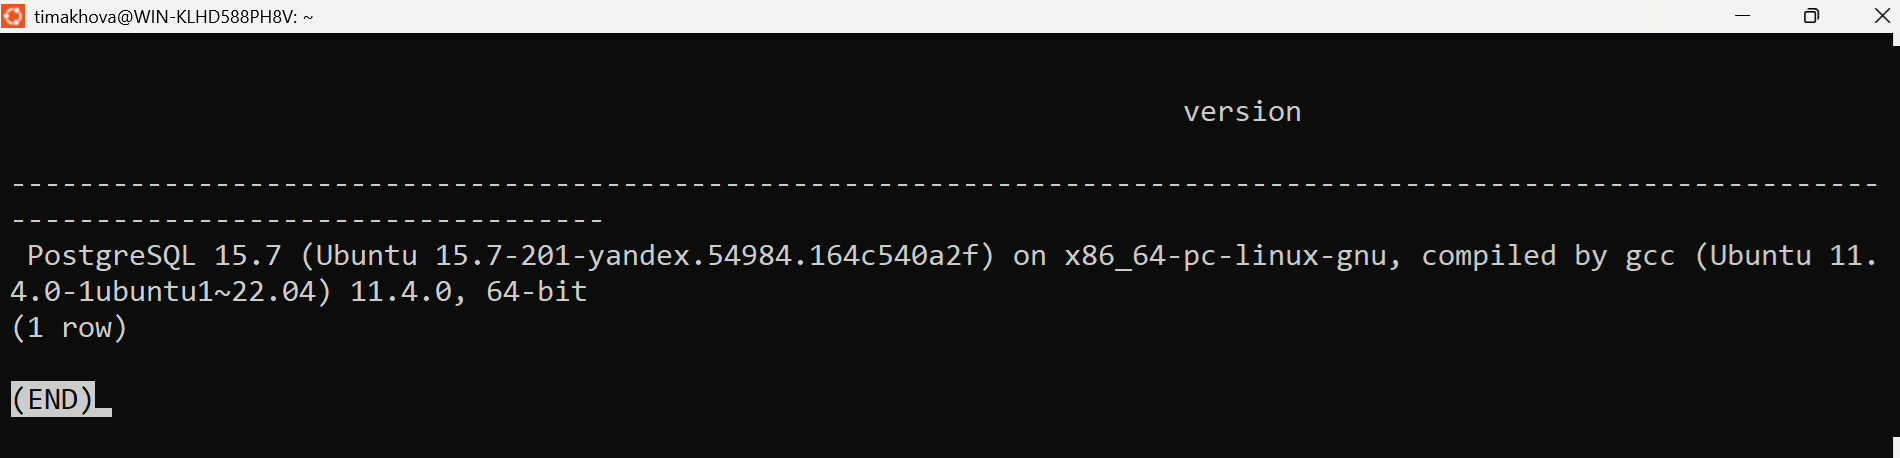 timakhova@WIN-KLHD588PH8V: ~
version
--------------------------------------------------------------------------------------------------------------
-----------------------------------
PostgreSQL 15.7 (Ubuntu 15.7-201-yandex.54984.164c540a2f) on x86_64-pc-linux-gnu, compiled by gcc (Ubuntu 11.
4.0-1ubuntu1~22.04) 11.4.0, 64-bit
(1 row)
(END)